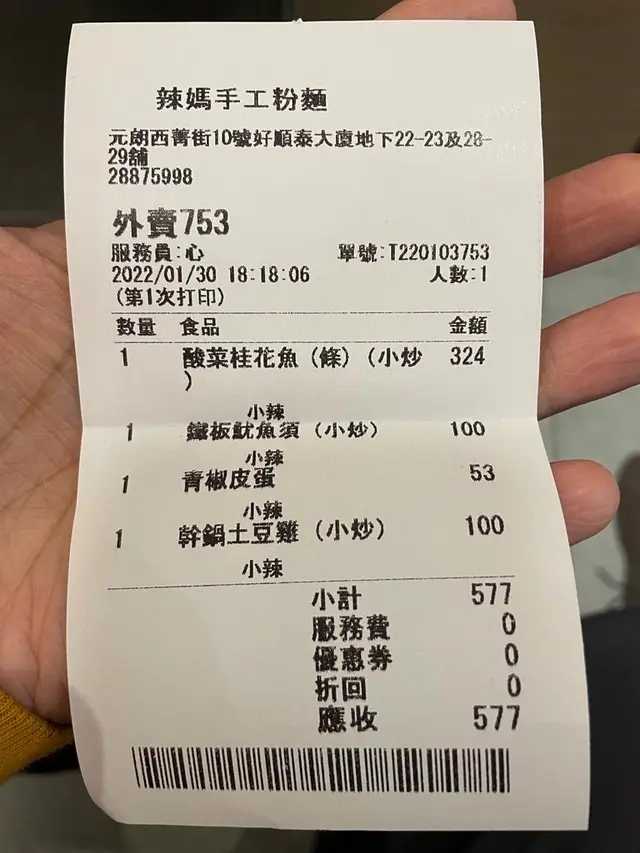 辣媽手工粉麵
元朗西菁街10號好順泰大廈地下22-23及28-
29舖
28875998
外賣753
服務員:心 單號:T220103753
2022/01/30 18:18:06 人數:1
(第1次打印)
數量 食品 金額
1 酸菜桂花魚（條）（小炒 324
）
小辣
1 鐵板魷魚須（小炒） 100
小辣
1 青椒皮蛋 53
小辣
1 幹鍋土豆雞（小炒） 100
小辣
小計 577
服務費 0
優惠券 0
折回 0
應收 577